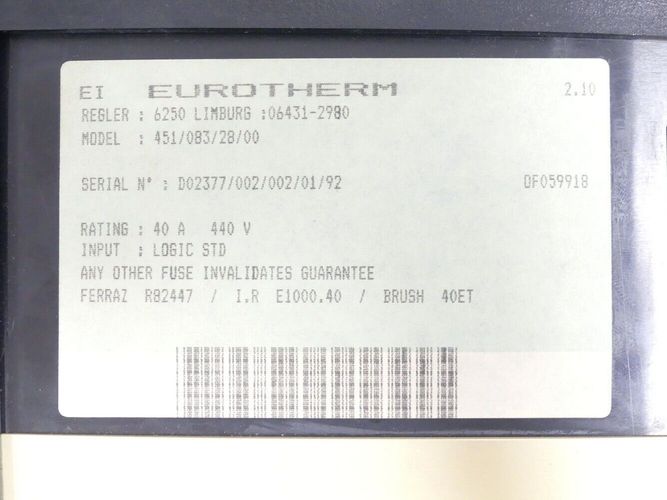 EI EUROTHERM 2.10
REGLER : 6250 LIMBURG :06431-2980
MODEL : 451/083/28/00
SERIAL N° : D02377/002/002/01/92 DF059918
RATING : 40 A 440 V
INPUT : LOGIC STD
ANY OTHER FUSE INVALIDATES GUARANTEE
FERRAZ R82447 / I.R E1000.40 / BRUSH 40ET